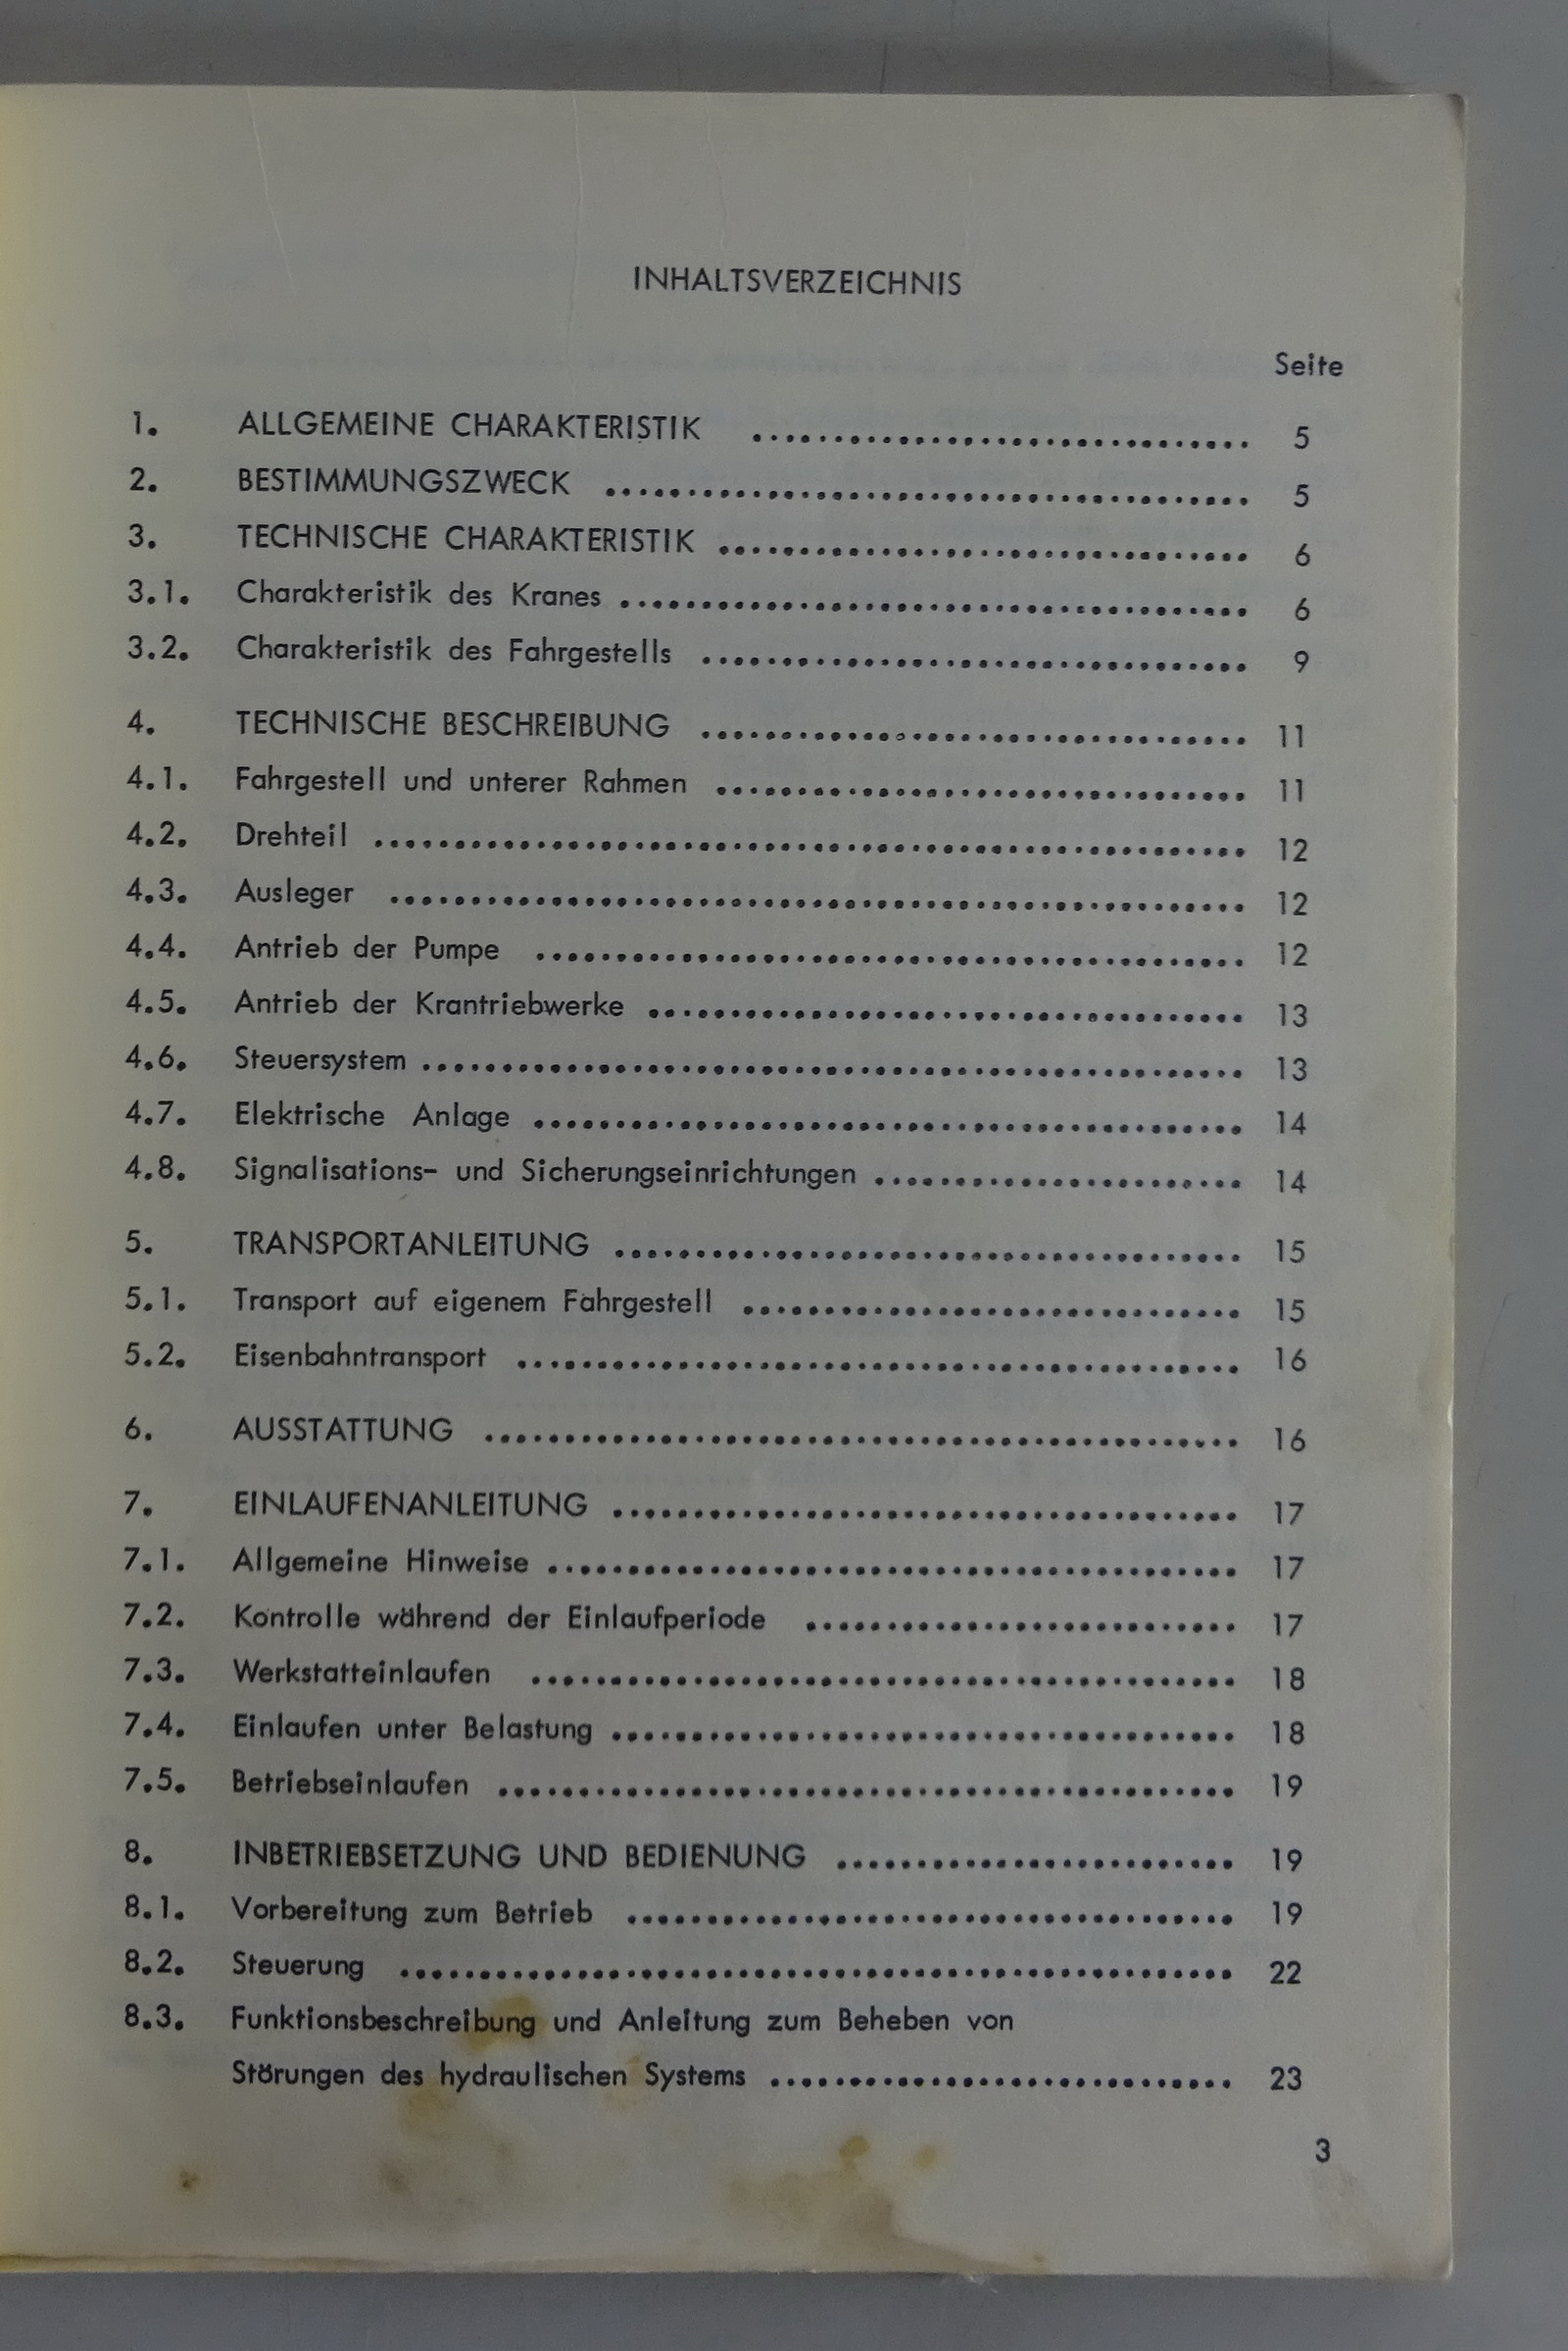 INHALTSVERZEICHNIS
Seite
1. ALLGEMEINE CHARAKTERISTIK .............................. 5
2. BESTIMMUNGSZWECK ....................................... 5
3. TECHNISCHE CHARAKTERISTIK ................................ 6
3.1. Charakteristik des Kranes ....................................... 6
3.2. Charakteristik des Fahrgestells .................................. 9
4. TECHNISCHE BESCHREIBUNG .................................. 11
4.1. Fahrgestell und unterer Rahmen ................................. 11
4.2. Drehteil ...................................................... 12
4.3. Ausleger ..................................................... 12
4.4. Antrieb der Pumpe ............................................ 12
4.5. Antrieb der Krantriebwerke ..................................... 13
4.6. Steuersystem ................................................... 13
4.7. Elektrische Anlage ............................................ 14
4.8. Signalisations- und Sicherungseinrichtungen ....................... 14
5. TRANSPORTANLEITUNG ....................................... 15
5.1. Transport auf eigenem Fahrgestell ............................... 15
5.2. Eisenbahntransport ............................................. 16
6. AUSSTATTUNG ............................................... 16
7. EINLAUFENANLEITUNG ....................................... 17
7.1. Allgemeine Hinweise ........................................... 17
7.2. Kontrolle während der Einlaufperiode ........................... 17
7.3. Werkstatteinlaufen ............................................ 18
7.4. Einlaufen unter Belastung ....................................... 18
7.5. Betriebseinlaufen .............................................. 19
8. INBETRIEBSETZUNG UND BEDIENUNG ......................... 19
8.1. Vorbereitung zum Betrieb ...................................... 19
8.2. Steuerung .................................................... 22
8.3. Funktionsbeschreibung und Anleitung zum Beheben von
Störungen des hydraulischen Systems ............................. 23
3